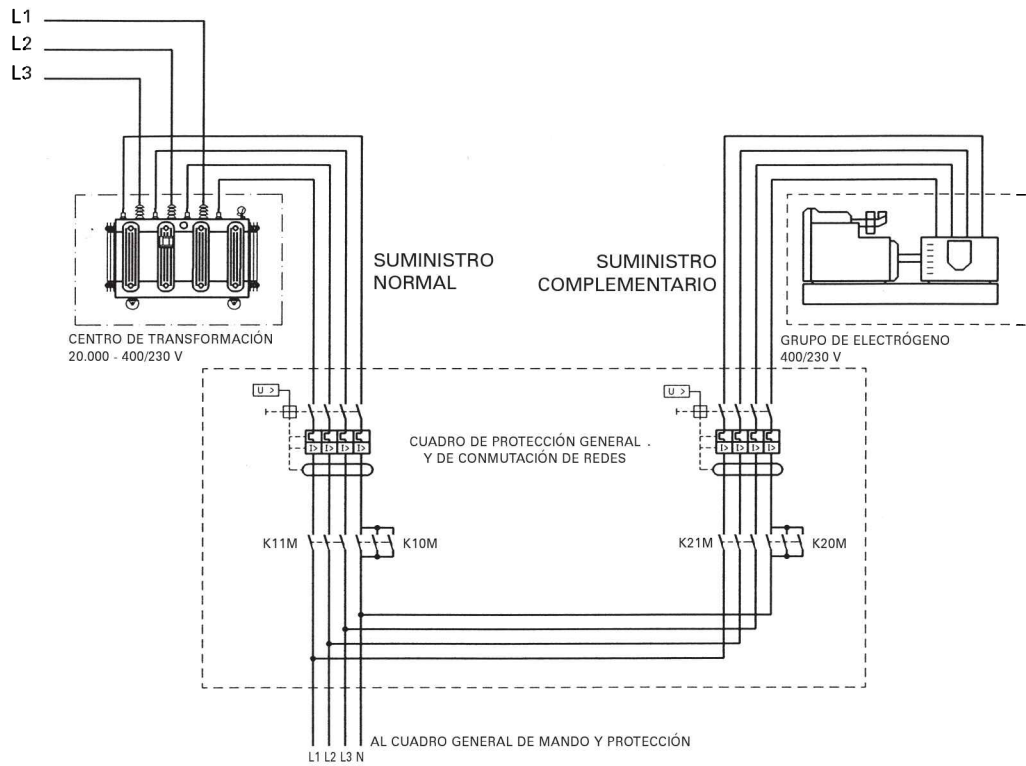 L1
L2
L3
SUMINISTRO
NORMAL
SUMINISTRO
COMPLEMENTARIO
CENTRO DE TRANSFORMACIÓN
20.000 - 400/230 V
GRUPO DE ELECTRÓGENO
400/230 V
U >
U >
CUADRO DE PROTECCIÓN GENERAL .
Y DE CONMUTACIÓN DE REDES
I> I> I> I>
I> I> I> I>
K11M K10M
K21M K20M
AL CUADRO GENERAL DE MANDO Y PROTECCIÓN
L1 L2 L3 N